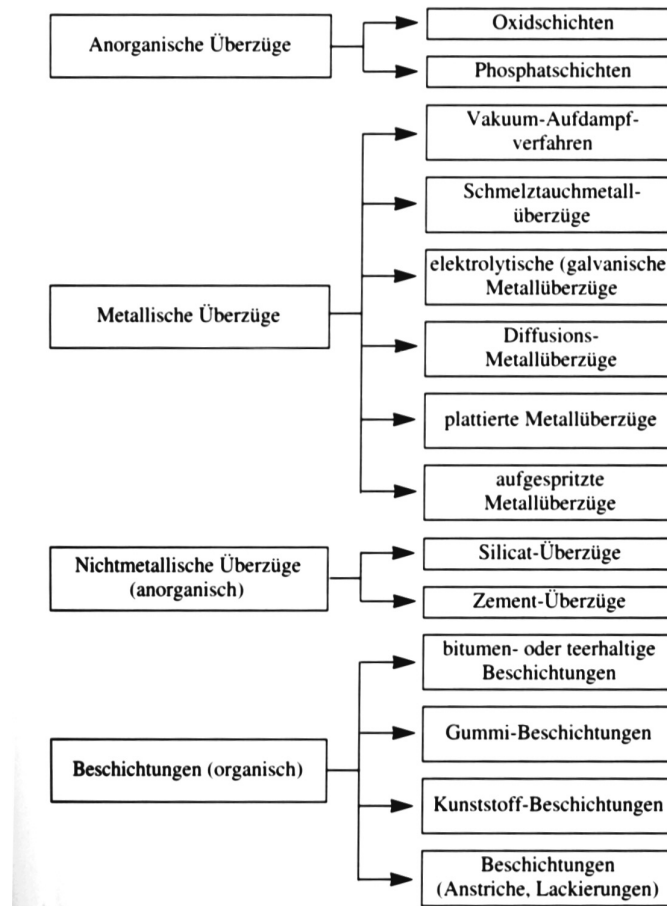 Anorganische Überzüge
Oxidschichten
Phosphatschichten
Metallische Überzüge
Vakuum-Aufdampf-
verfahren
Schmelztauchmetall-
überzüge
elektrolytische (galvanische
Metallüberzüge
Diffusions-
Metallüberzüge
plattierte Metallüberzüge
aufgespritzte
Metallüberzüge
Nichtmetallische Überzüge
(anorganisch)
Silicat-Überzüge
Zement-Überzüge
Beschichtungen (organisch)
bitumen- oder teerhaltige
Beschichtungen
Gummi-Beschichtungen
Kunststoff-Beschichtungen
Beschichtungen
(Anstriche, Lackierungen)